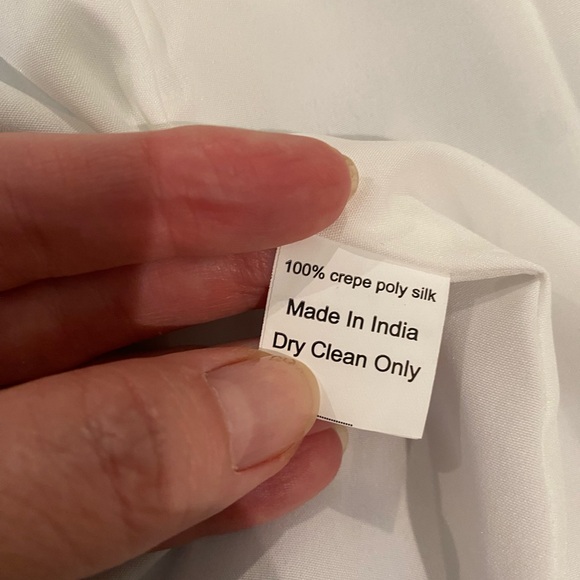 100% crepe poly silk
Made In India
Dry Clean Only